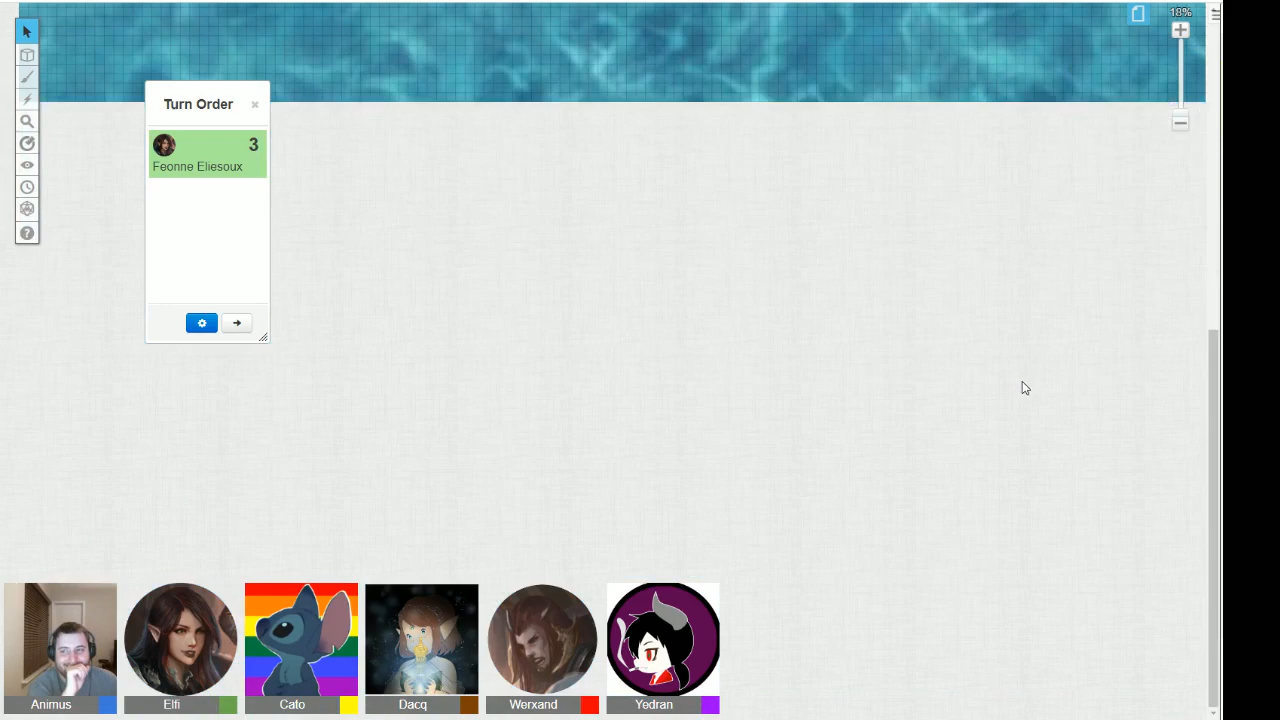 18%
Turn Order ×
3
Feonne Eliesoux
Animus
Elfi
Cato
Dacq
Werxand
Yedran